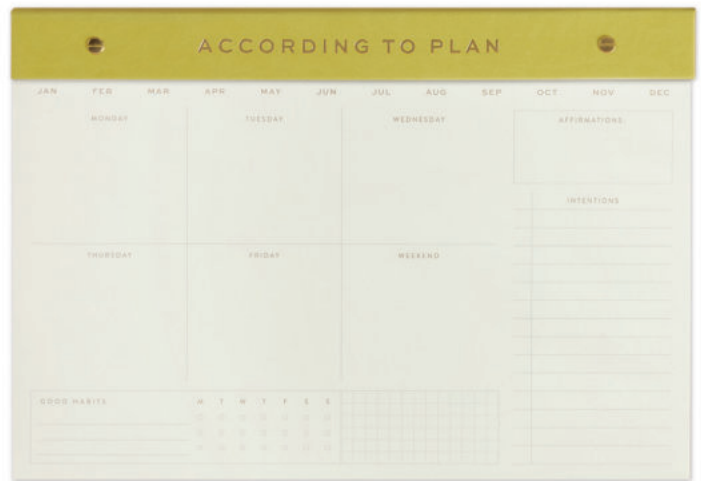 ACCORDING TO PLAN
JAN FEB MAR APR MAY JUN JUL AUG SEP OCT NOV DEC
MONDAY TUESDAY WEDNESDAY AFFIRMATIONS:
INTENTIONS
THURSDAY FRIDAY WEEKEND
GOOD HABITS M T W T F S S